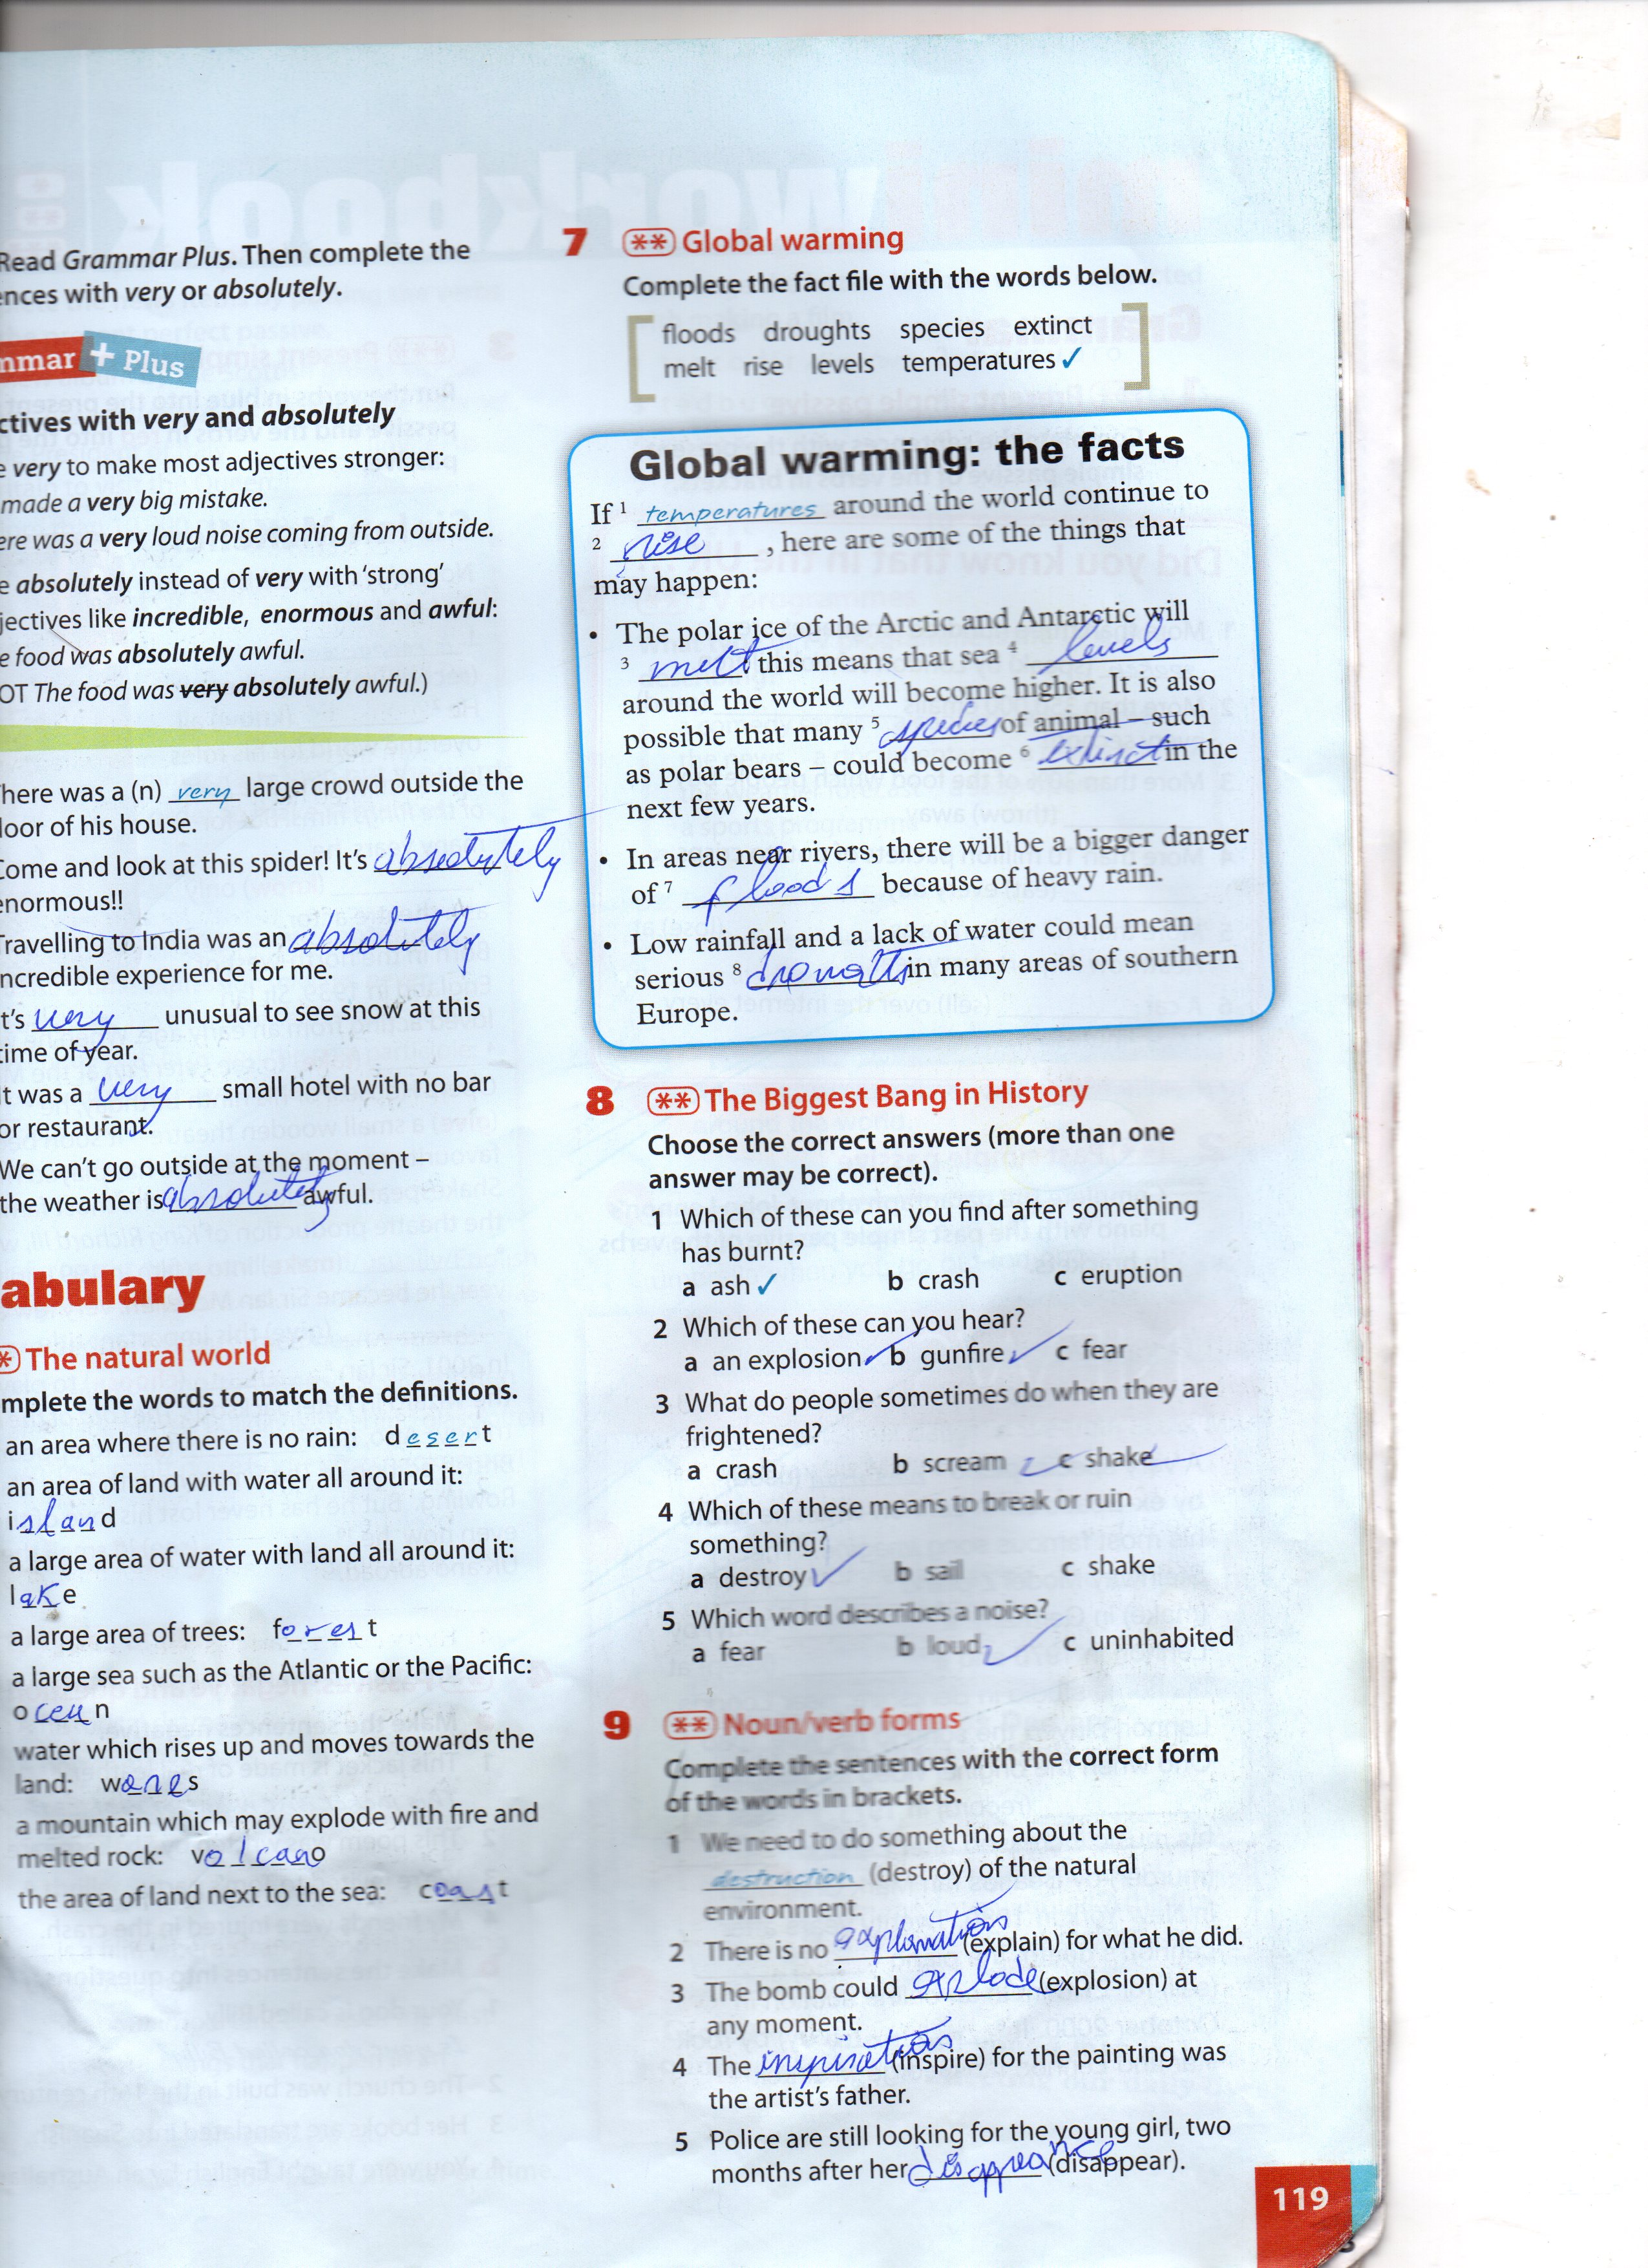 Read Grammar Plus. Then complete the
ences with very or absolutely.
mmar + Plus
ctives with very and absolutely
e very to make most adjectives stronger:
made a very big mistake.
ere was a very loud noise coming from outside.
e absolutely instead of very with 'strong'
jectives like incredible, enormous and awful:
e food was absolutely awful.
OT The food was very absolutely awful.)
There was a (n) very large crowd outside the
loor of his house.
Come and look at this spider! It's absolutely
enormous!!
Travelling to India was an absolutely
ncredible experience for me.
t's very unusual to see snow at this
time of year.
It was a very small hotel with no bar
or restaurant.
We can't go outside at the moment –
the weather is absolutely awful.
abulary
*) The natural world
mplete the words to match the definitions.
an area where there is no rain: desert
an area of land with water all around it:
island
a large area of water with land all around it:
lake
a large area of trees: forest
a large sea such as the Atlantic or the Pacific:
ocean
water which rises up and moves towards the
land: waves
a mountain which may explode with fire and
melted rock: volcano
the area of land next to the sea: coast
7 (**) Global warming
Complete the fact file with the words below.
floods droughts species extinct
melt rise levels temperatures ✓
Global warming: the facts
If 1 temperatures around the world continue to
2 rise , here are some of the things that
may happen:
• The polar ice of the Arctic and Antarctic will
3 melt this means that sea 4 levels
around the world will become higher. It is also
possible that many 5 species of animal – such
as polar bears – could become 6 extinct in the
next few years.
• In areas near rivers, there will be a bigger danger
of 7 floods because of heavy rain.
• Low rainfall and a lack of water could mean
serious 8 in many areas of southern
Europe.
8 (**) The Biggest Bang in History
Choose the correct answers (more than one
answer may be correct).
1 Which of these can you find after something
has burnt?
a ash ✓ b crash c eruption
2 Which of these can you hear?
a an explosion ✓ b gunfire ✓ c fear
3 What do people sometimes do when they are
frightened?
a crash b scream ✓ c shake ✓
4 Which of these means to break or ruin
something?
a destroy ✓ b sail c shake
5 Which word describes a noise?
a fear b loud ✓ c uninhabited
9 (**) Noun/verb forms
Complete the sentences with the correct form
of the words in brackets.
1 We need to do something about the
destruction (destroy) of the natural
environment.
2 There is no explanation (explain) for what he did.
3 The bomb could explode (explosion) at
any moment.
4 The inspiration (inspire) for the painting was
the artist's father.
5 Police are still looking for the young girl, two
months after her (disappear).
119